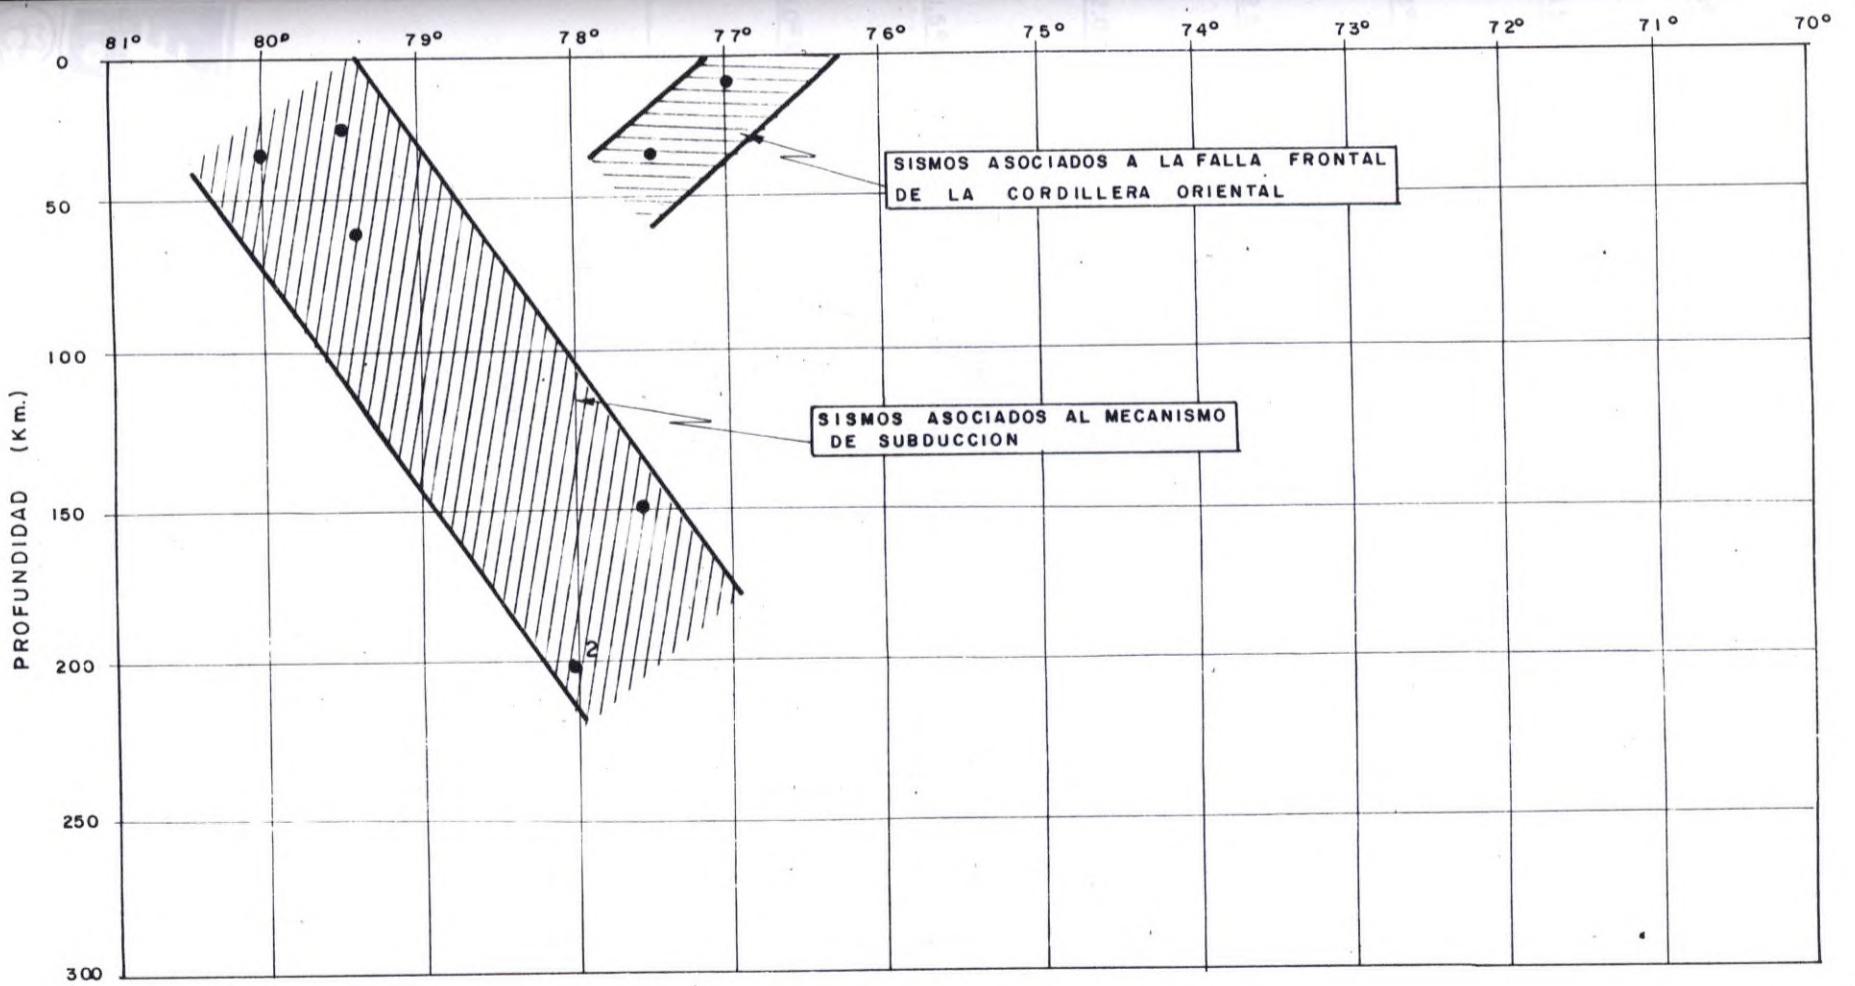 81° 80° 79° 78° 77° 76° 75° 74° 73° 72° 71° 70°
0
50
SISMOS ASOCIADOS A LA FALLA FRONTAL
DE LA CORDILLERA ORIENTAL
100
SISMOS ASOCIADOS AL MECANISMO
DE SUBDUCCION
PROFUNDIDAD (Km.)
150
2
200
250
300